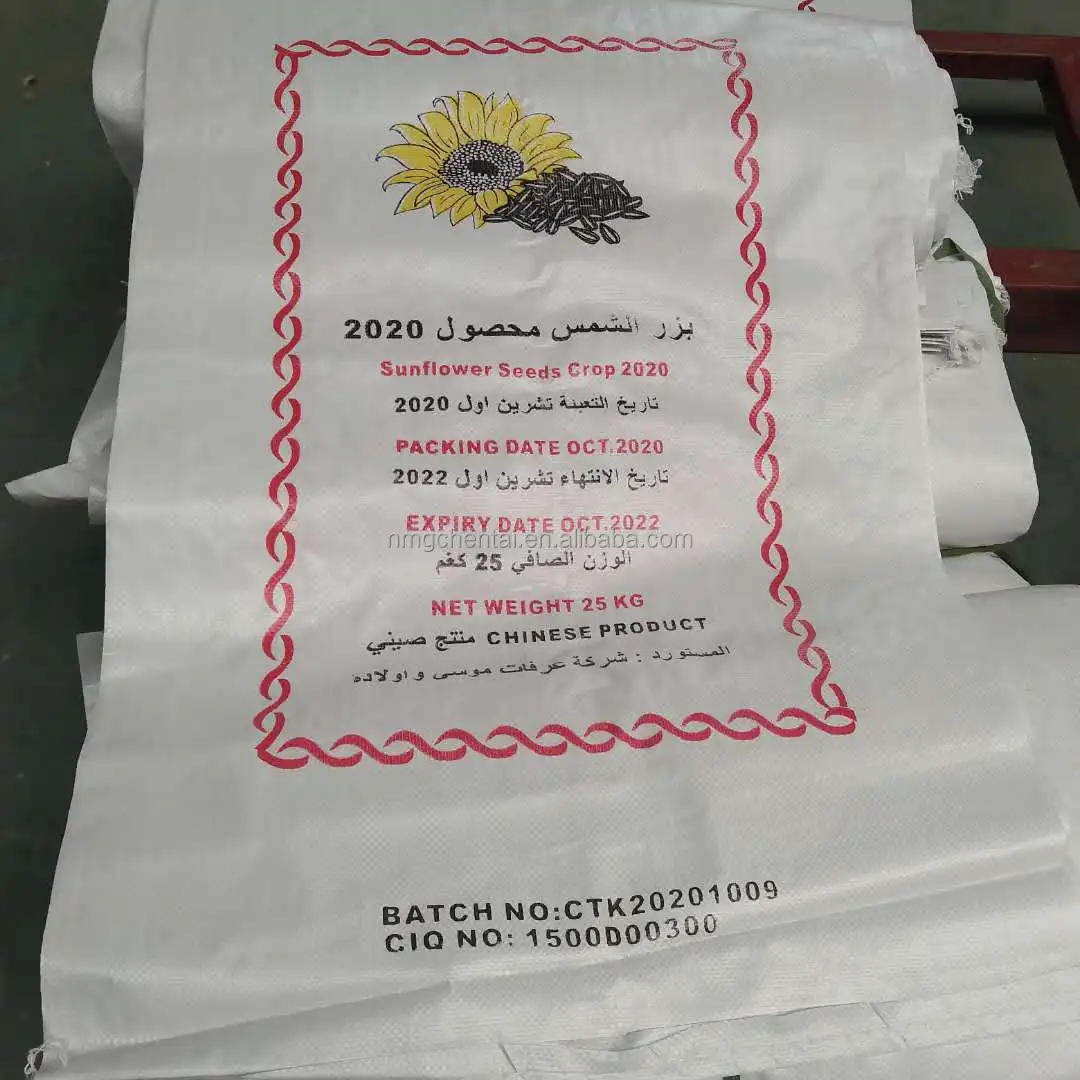 بزر الشمس محصول 2020
Sunflower Seeds Crop 2020
تاريخ التعبئة تشرين اول 2020
PACKING DATE OCT.2020
تاريخ الانتهاء تشرين اول 2022
EXPIRY DATE OCT.2022
nmgchentai.en.alibaba.com
الوزن الصافي 25 كغم
NET WEIGHT 25 KG
منتج صيني CHINESE PRODUCT
المستورد : شركة عرفات موسى و اولاده
BATCH NO:CTK20201009
CIQ NO: 1500D00300